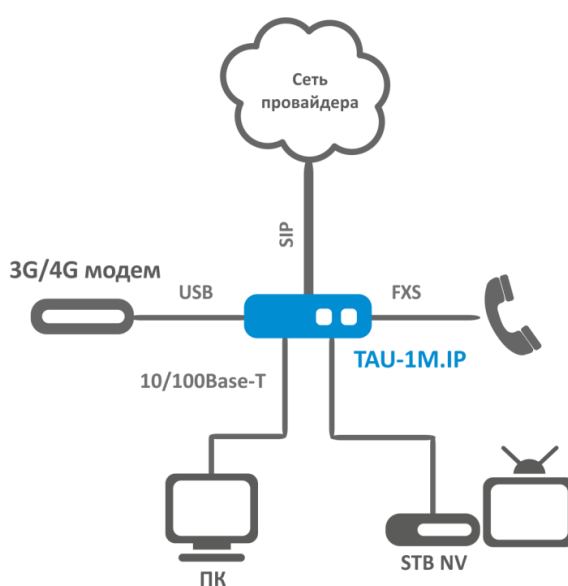 Сеть
провайдера
SIP
3G/4G модем
USB
FXS
TAU-1M.IP
10/100Base-T
ПК
STB NV